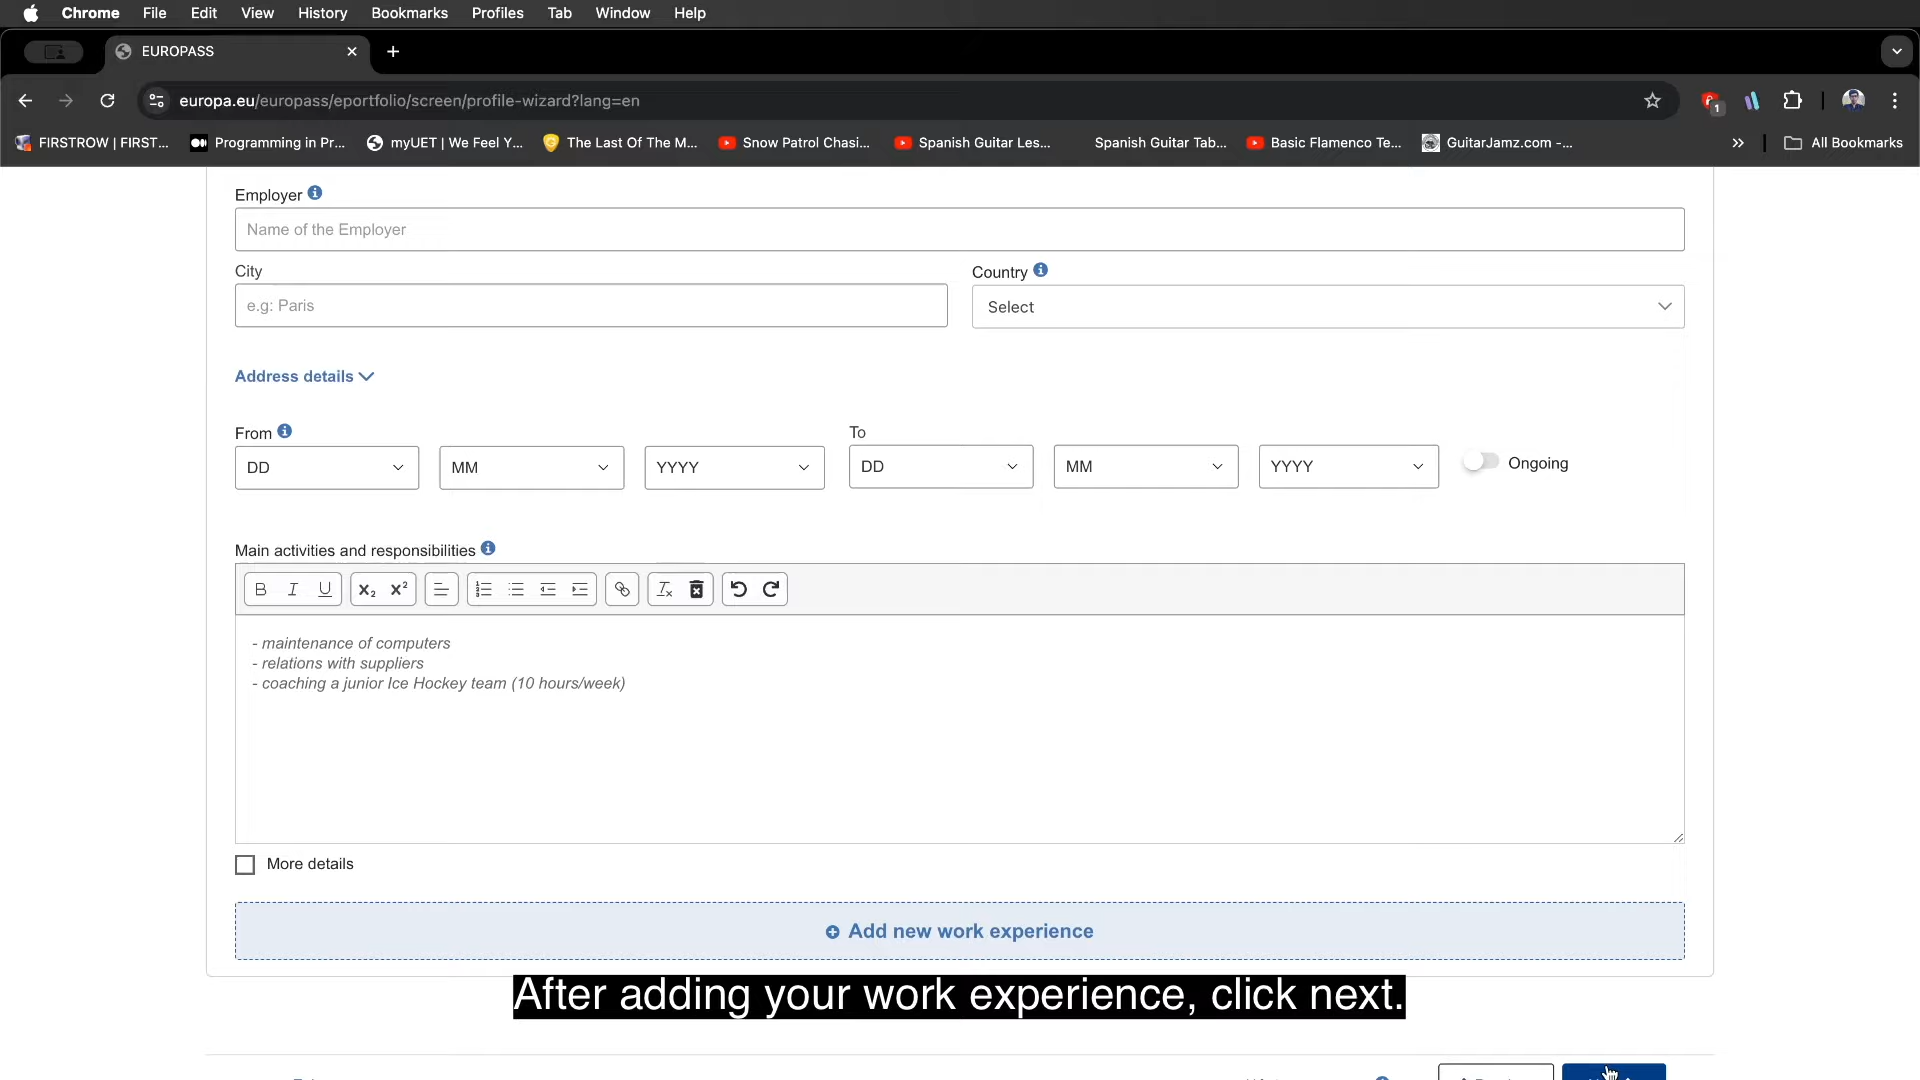 Chrome File Edit View History Bookmarks Profiles Tab Window Help
EUROPASS
europa.eu/europass/eportfolio/screen/profile-wizard?lang=en
1
FIRSTROW | FIRST... Programming in Pr... myUET | We Feel Y... The Last Of The M... Snow Patrol Chasi... Spanish Guitar Les... Spanish Guitar Tab... Basic Flamenco Te... GuitarJamz.com -... All Bookmarks
Employer
Name of the Employer
City Country
e.g: Paris Select
Address details
From To
DD MM YYYY DD MM YYYY Ongoing
Main activities and responsibilities
- maintenance of computers
- relations with suppliers
- coaching a junior Ice Hockey team (10 hours/week)
More details
Add new work experience
After adding your work experience, click next.